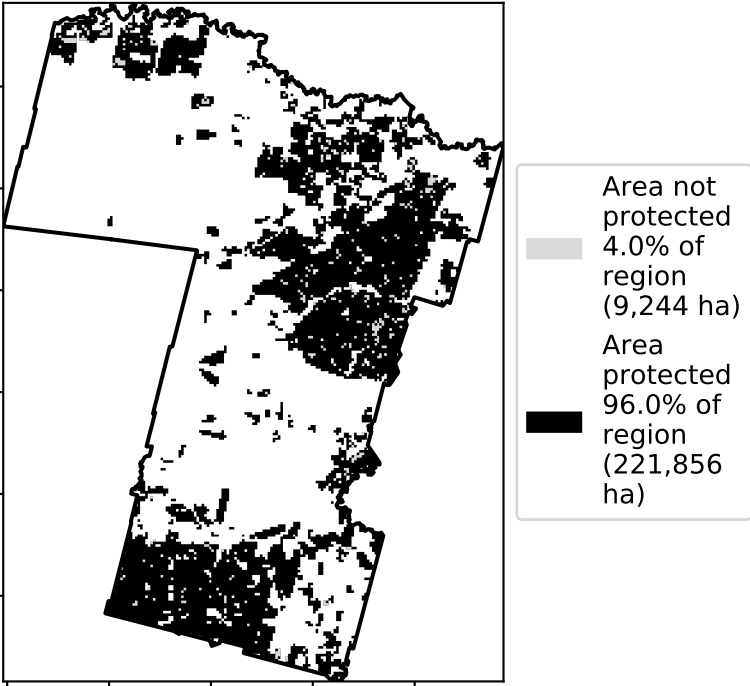 Area not
protected
4.0% of
region
(9,244 ha)
Area
protected
96.0% of
region
(221,856
ha)